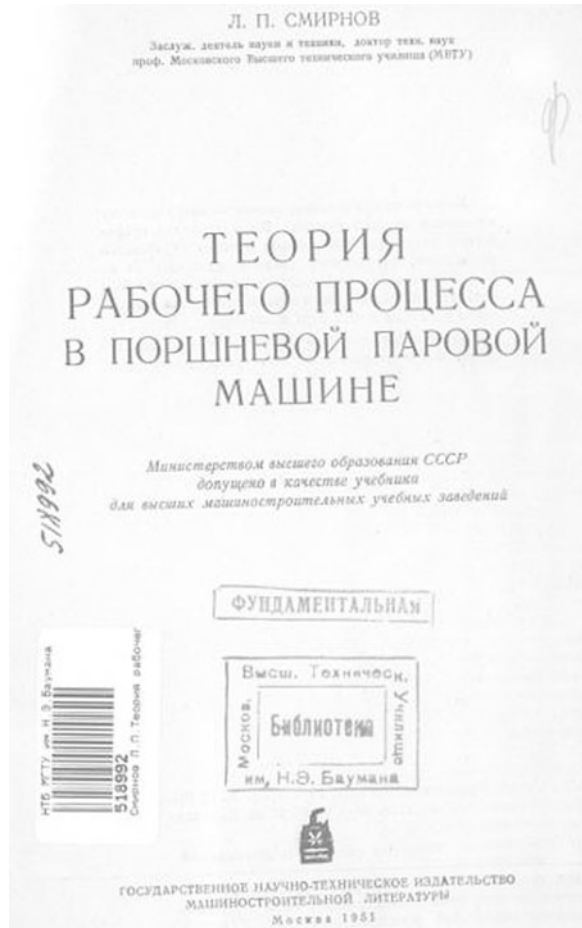 Л. П. СМИРНОВ
Заслуж. деятель науки и техники, доктор техн. наук
проф. Московского Высшего технического училища (МВТУ)
ТЕОРИЯ
РАБОЧЕГО ПРОЦЕССА
В ПОРШНЕВОЙ ПАРОВОЙ
МАШИНЕ
Министерством высшего образования СССР
допущено в качестве учебника
для высших машиностроительных учебных заведений
518992
ФУНДАМЕНТАЛЬНАЯ
Высш. Техническ.
Москов.
Библиотека
Училища
им. Н.Э. Баумана
НТБ МГТУ им Н Э Баумана
518992
Смирнов Л П Теория рабочег
ГОСУДАРСТВЕННОЕ НАУЧНО-ТЕХНИЧЕСКОЕ ИЗДАТЕЛЬСТВО
МАШИНОСТРОИТЕЛЬНОЙ ЛИТЕРАТУРЫ
Москва 1951